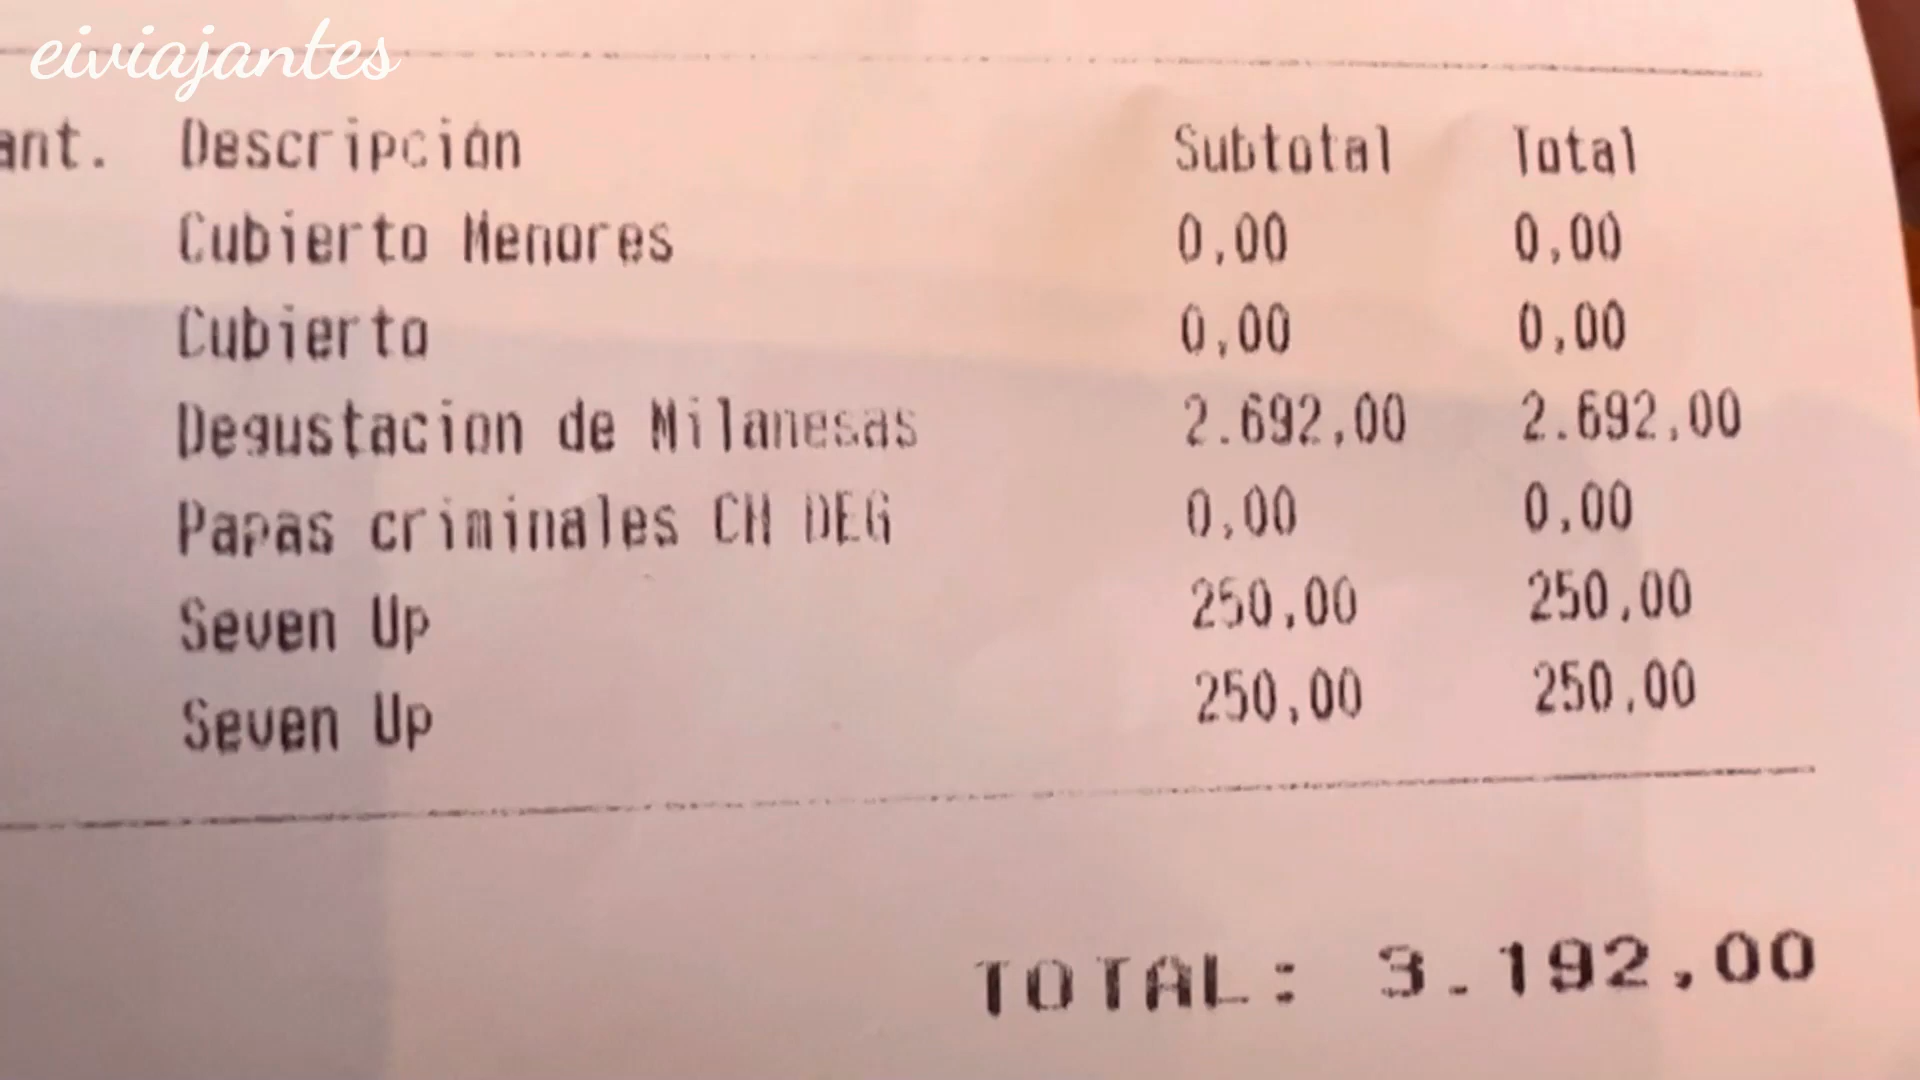 eiviajantes
ant. Descripción Subtotal Total
Cubierto Menores 0,00 0,00
Cubierto 0,00 0,00
Degustacion de Milanesas 2.692,00 2.692,00
Papas criminales CH DEG 0,00 0,00
Seven Up 250,00 250,00
Seven Up 250,00 250,00
TOTAL: 3.192,00